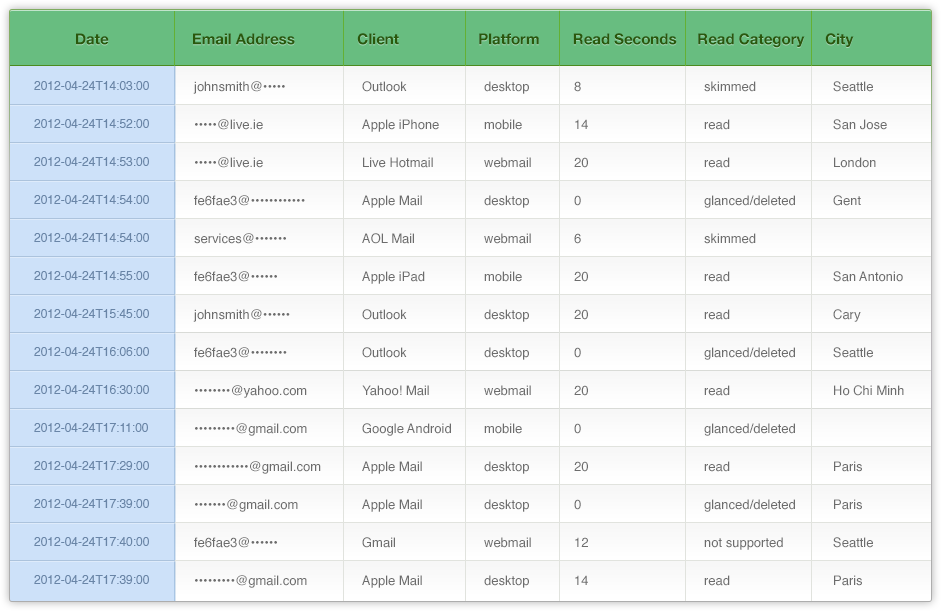 Date Email Address Client Platform Read Seconds Read Category City
2012-04-24T14:03:00 johnsmith@••••• Outlook desktop 8 skimmed Seattle
2012-04-24T14:52:00 •••••@live.ie Apple iPhone mobile 14 read San Jose
2012-04-24T14:53:00 •••••@live.ie Live Hotmail webmail 20 read London
2012-04-24T14:54:00 fe6fae3@•••••••••••• Apple Mail desktop 0 glanced/deleted Gent
2012-04-24T14:54:00 services@••••••• AOL Mail webmail 6 skimmed
2012-04-24T14:55:00 fe6fae3@•••••• Apple iPad mobile 20 read San Antonio
2012-04-24T15:45:00 johnsmith@•••••• Outlook desktop 20 read Cary
2012-04-24T16:06:00 fe6fae3@•••••••• Outlook desktop 0 glanced/deleted Seattle
2012-04-24T16:30:00 ••••••••@yahoo.com Yahoo! Mail webmail 20 read Ho Chi Minh
2012-04-24T17:11:00 •••••••••@gmail.com Google Android mobile 0 glanced/deleted
2012-04-24T17:29:00 ••••••••••••@gmail.com Apple Mail desktop 20 read Paris
2012-04-24T17:39:00 •••••••@gmail.com Apple Mail desktop 0 glanced/deleted Paris
2012-04-24T17:40:00 fe6fae3@•••••• Gmail webmail 12 not supported Seattle
2012-04-24T17:39:00 •••••••••@gmail.com Apple Mail desktop 14 read Paris